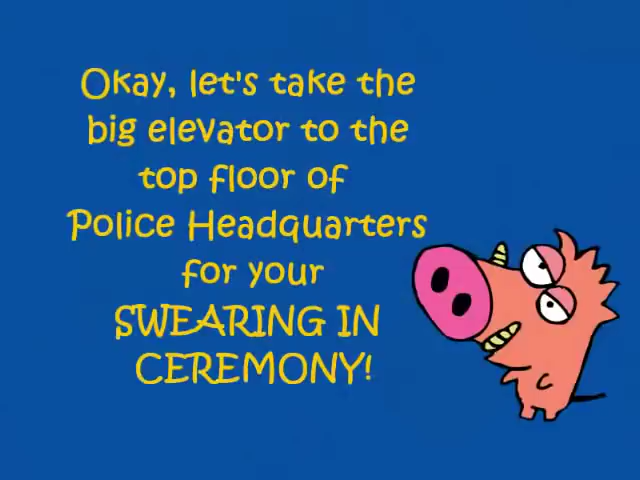 Okay, let's take the
big elevator to the
top floor of
Police Headquarters
for your
SWEARING IN
CEREMONY!